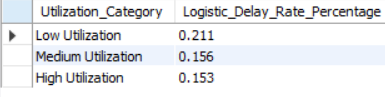 Utilization_Category Logistic_Delay_Rate_Percentage
Low Utilization 0.211
Medium Utilization 0.156
High Utilization 0.153